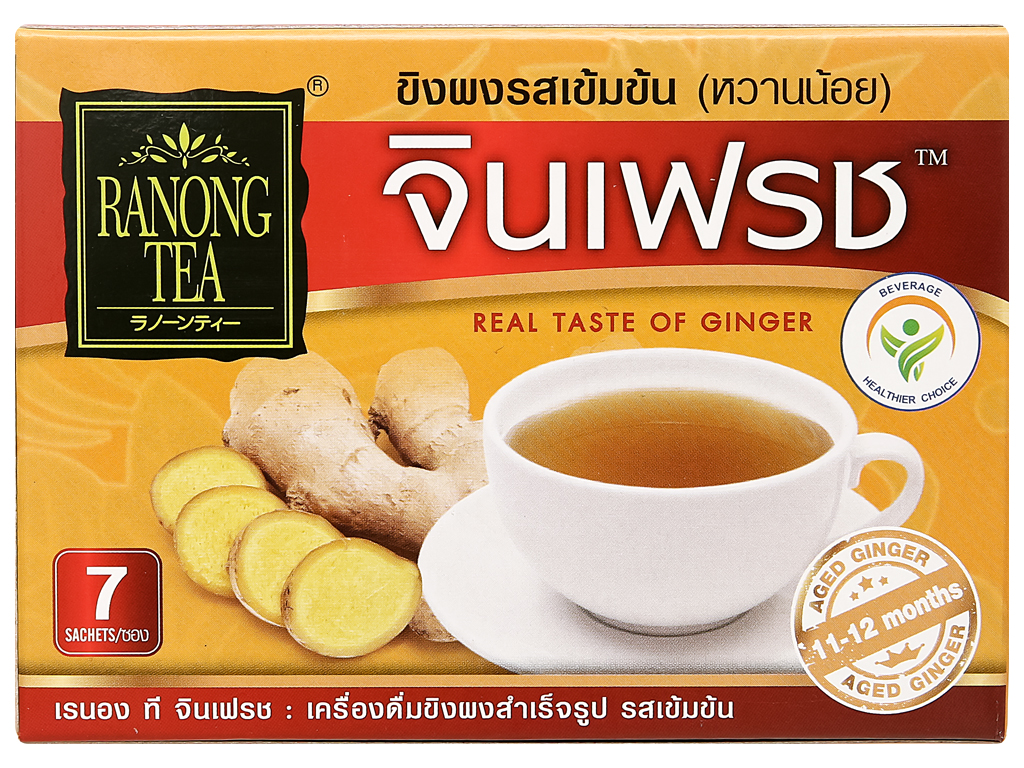 ขิงผงรสเข้มข้น (หวานน้อย)
®
จินเฟรช™
RANONG
TEA
ラノーンティー
REAL TASTE OF GINGER
BEVERAGE
HEALTHIER CHOICE
7
SACHETS/ซอง
AGED GINGER
11-12 months
AGED GINGER
เรนอง ที จินเฟรช : เครื่องดื่มขิงผงสำเร็จรูป รสเข้มข้น